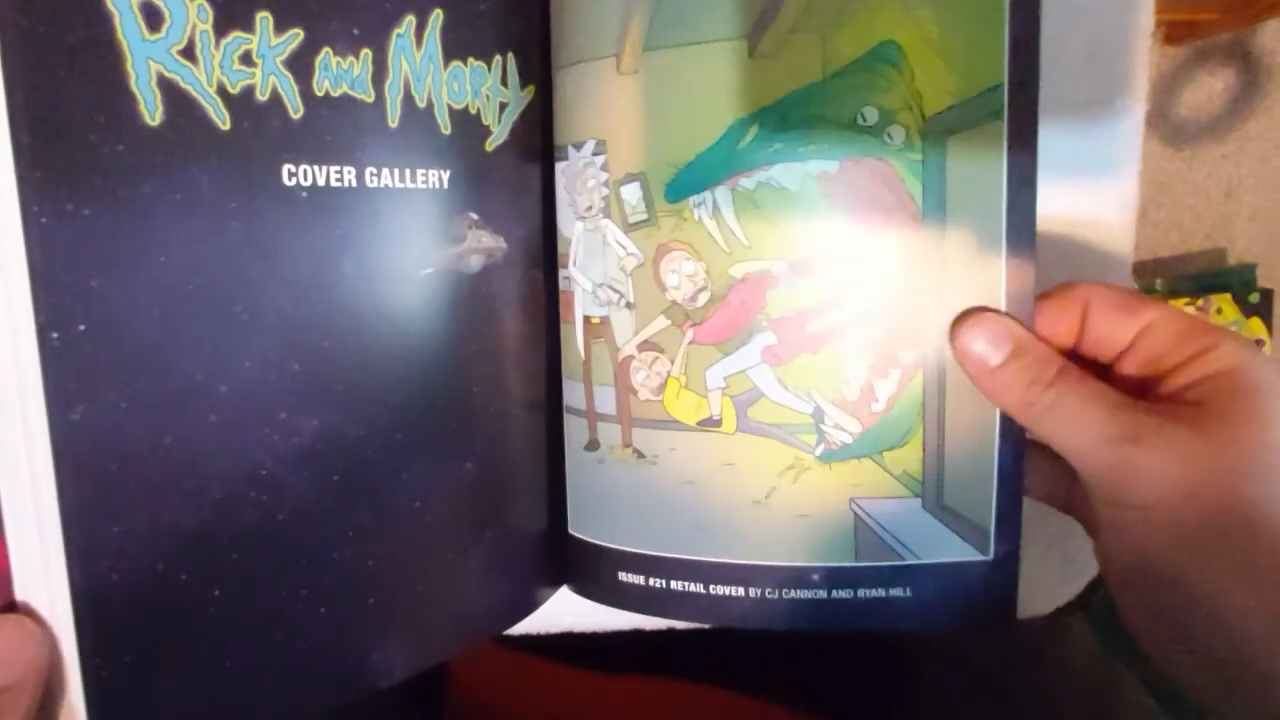 Rick and Morty
COVER GALLERY
ISSUE #21 RETAIL COVER BY CJ CANNON AND RYAN HILL